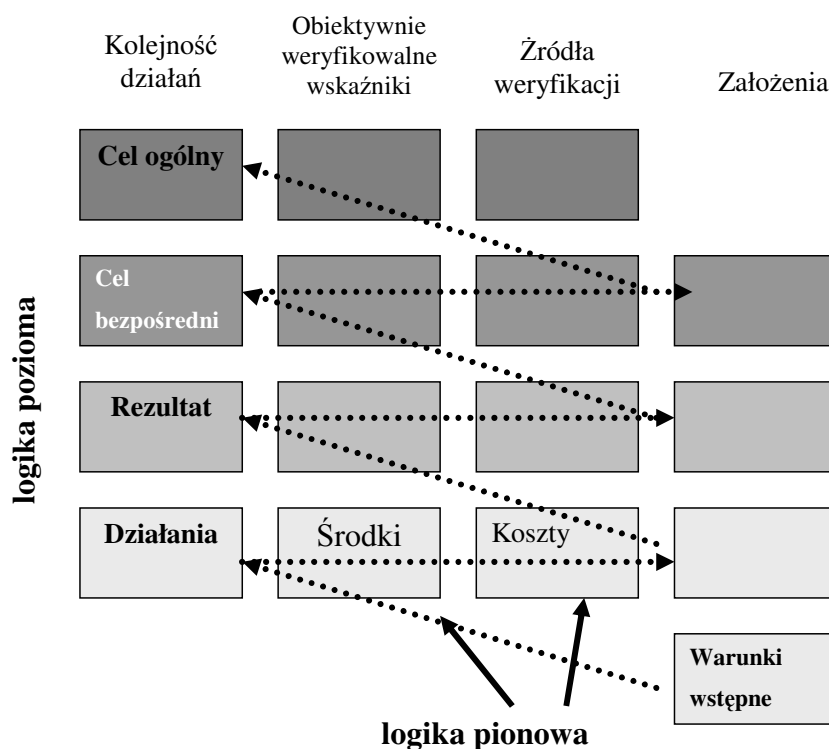 Kolejność
działań
Obiektywnie
weryfikowalne
wskaźniki
Żródła
weryfikacji
Założenia
Cel ogólny
Cel
bezpośredni
Rezultat
Działania
Środki
Koszty
Warunki
wstępne
logika pozioma
logika pionowa